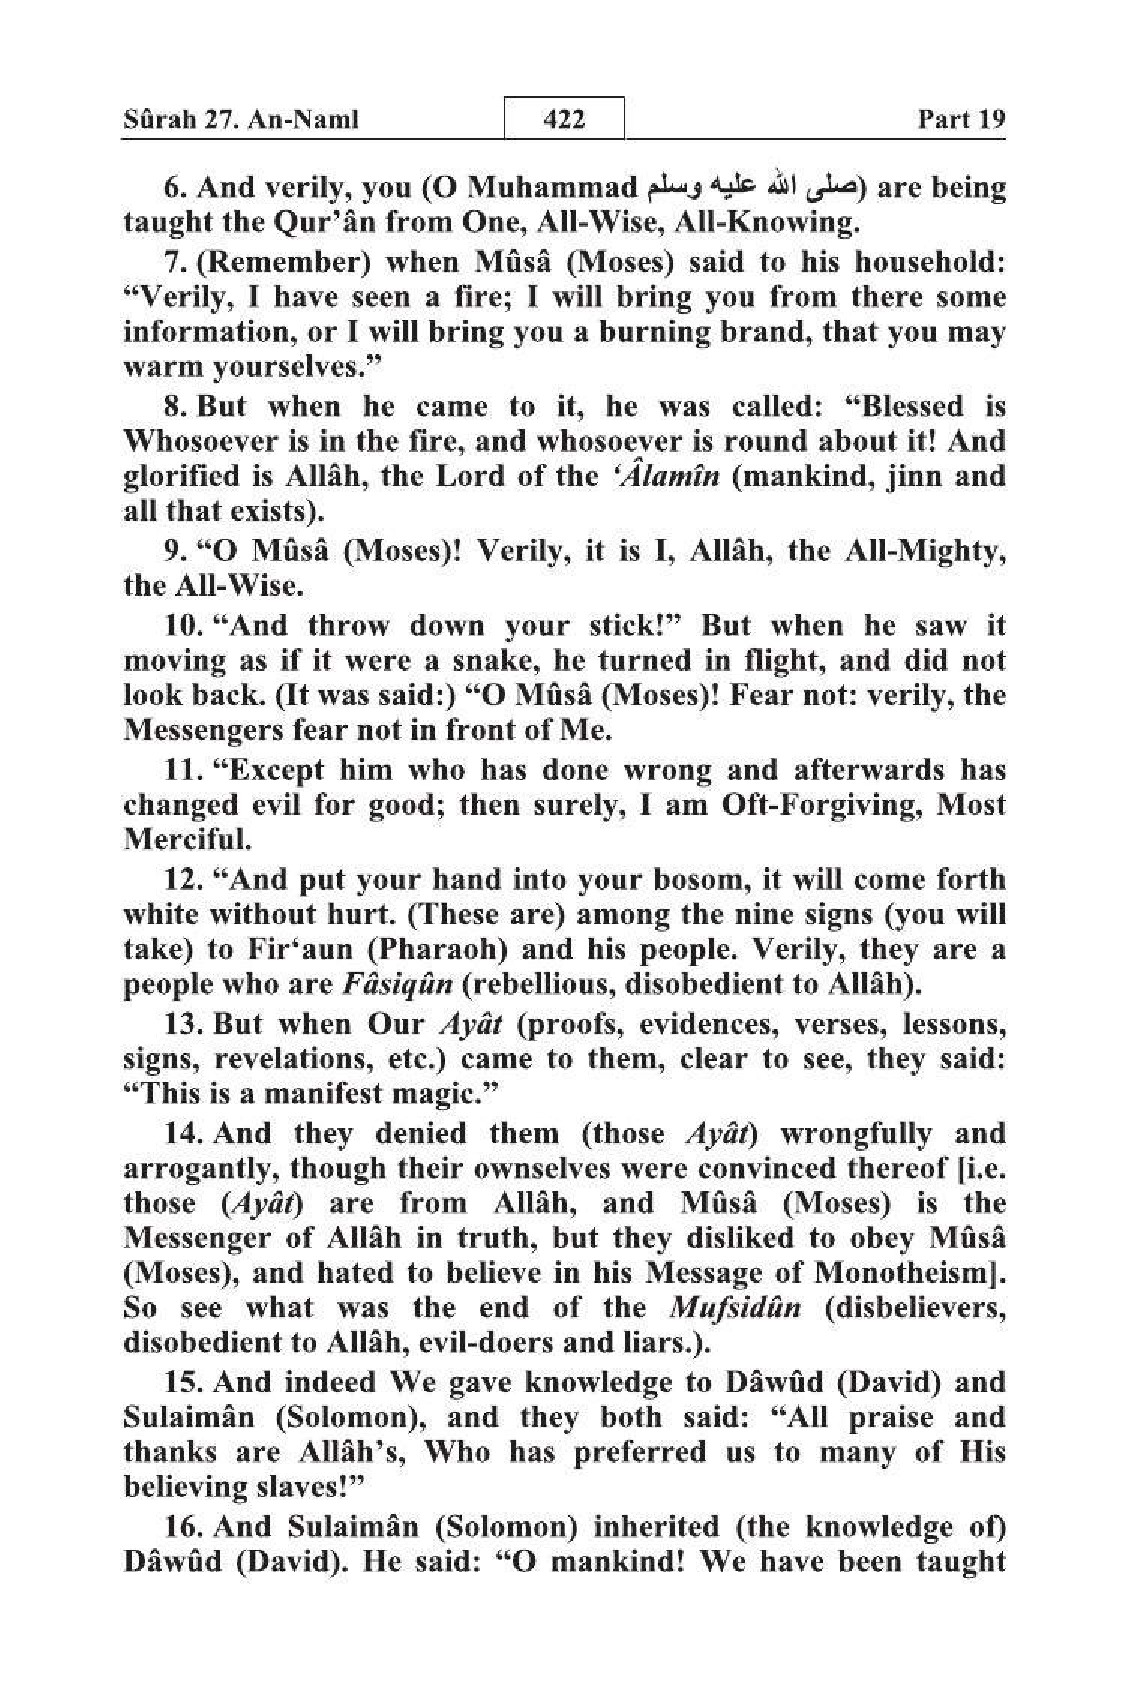 Sûrah 27. An-Naml 422 Part 19
6. And verily, you (O Muhammad صلى الله عليه وسلم) are being
taught the Qur’ân from One, All-Wise, All-Knowing.
7. (Remember) when Mûsâ (Moses) said to his household:
“Verily, I have seen a fire; I will bring you from there some
information, or I will bring you a burning brand, that you may
warm yourselves.”
8. But when he came to it, he was called: “Blessed is
Whosoever is in the fire, and whosoever is round about it! And
glorified is Allâh, the Lord of the ‘Âlamîn (mankind, jinn and
all that exists).
9. “O Mûsâ (Moses)! Verily, it is I, Allâh, the All-Mighty,
the All-Wise.
10. “And throw down your stick!” But when he saw it
moving as if it were a snake, he turned in flight, and did not
look back. (It was said:) “O Mûsâ (Moses)! Fear not: verily, the
Messengers fear not in front of Me.
11. “Except him who has done wrong and afterwards has
changed evil for good; then surely, I am Oft-Forgiving, Most
Merciful.
12. “And put your hand into your bosom, it will come forth
white without hurt. (These are) among the nine signs (you will
take) to Fir‘aun (Pharaoh) and his people. Verily, they are a
people who are Fâsiqûn (rebellious, disobedient to Allâh).
13. But when Our Ayât (proofs, evidences, verses, lessons,
signs, revelations, etc.) came to them, clear to see, they said:
“This is a manifest magic.”
14. And they denied them (those Ayât) wrongfully and
arrogantly, though their ownselves were convinced thereof [i.e.
those (Ayât) are from Allâh, and Mûsâ (Moses) is the
Messenger of Allâh in truth, but they disliked to obey Mûsâ
(Moses), and hated to believe in his Message of Monotheism].
So see what was the end of the Mufsidûn (disbelievers,
disobedient to Allâh, evil-doers and liars.).
15. And indeed We gave knowledge to Dâwûd (David) and
Sulaimân (Solomon), and they both said: “All praise and
thanks are Allâh’s, Who has preferred us to many of His
believing slaves!”
16. And Sulaimân (Solomon) inherited (the knowledge of)
Dâwûd (David). He said: “O mankind! We have been taught